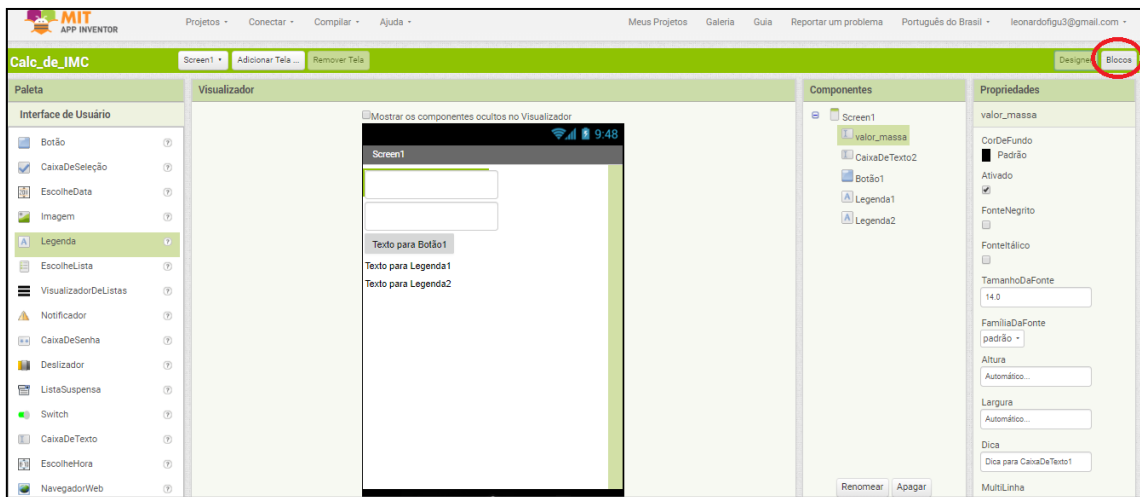 MIT
APP INVENTOR
Projetos
Conectar
Compilar
Ajuda
Meus Projetos
Galeria
Guia
Reportar um problema
Português do Brasil
leonardofigu3@gmail.com
Calc_de_IMC
Screen1
Adicionar Tela ...
Remover Tela
Designer
Blocos
Paleta
Interface de Usuário
Botão
CaixaDeSeleção
EscolheData
Imagem
Legenda
EscolheLista
VisualizadorDeListas
Notificador
CaixaDeSenha
Deslizador
ListaSuspensa
Switch
CaixaDeTexto
EscolheHora
NavegadorWeb
Visualizador
Mostrar os componentes ocultos no Visualizador
9:48
Screen1
Texto para Botão1
Texto para Legenda1
Texto para Legenda2
Componentes
Screen1
valor_massa
CaixaDeTexto2
Botão1
Legenda1
Legenda2
Renomear
Apagar
Propriedades
valor_massa
CorDeFundo
Padrão
Ativado
FonteNegrito
FonteItálico
TamanhoDaFonte
14.0
FamíliaDaFonte
padrão
Altura
Automático...
Largura
Automático...
Dica
Dica para CaixaDeTexto1
MultiLinha